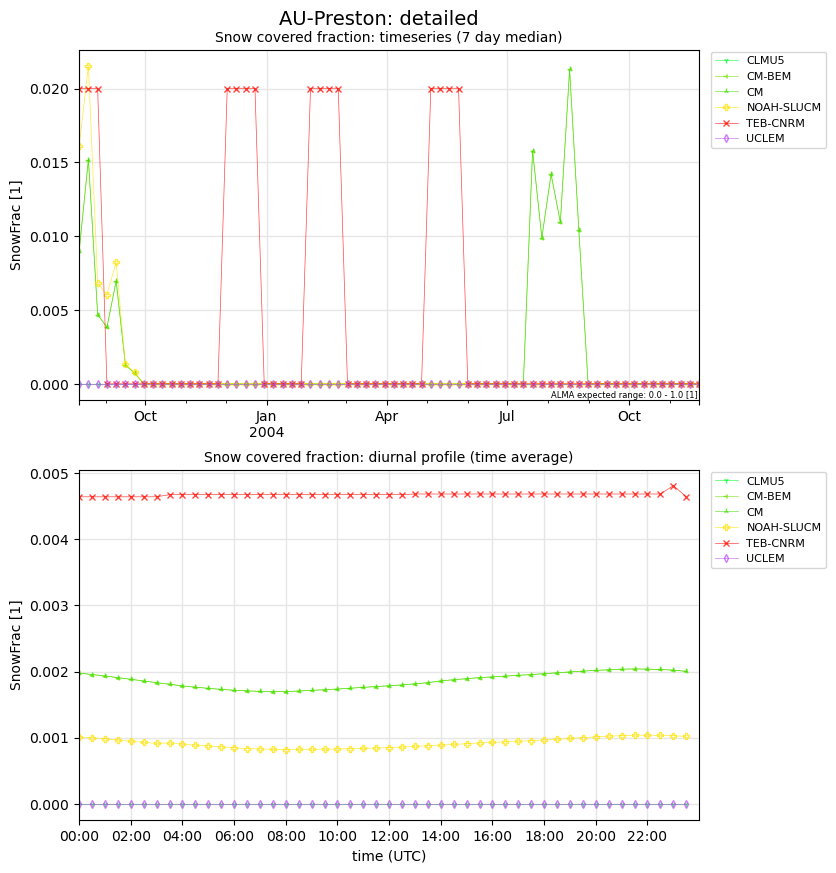 AU-Preston: detailed
Snow covered fraction: timeseries (7 day median)
SnowFrac [1]
0.020
0.015
0.010
0.005
0.000
Oct
Jan
2004
Apr
Jul
Oct
ALMA expected range: 0.0 - 1.0 [1]
CLMU5
CM-BEM
CM
NOAH-SLUCM
TEB-CNRM
UCLEM
Snow covered fraction: diurnal profile (time average)
SnowFrac [1]
0.005
0.004
0.003
0.002
0.001
0.000
00:00
02:00
04:00
06:00
08:00
10:00
12:00
14:00
16:00
18:00
20:00
22:00
time (UTC)
CLMU5
CM-BEM
CM
NOAH-SLUCM
TEB-CNRM
UCLEM